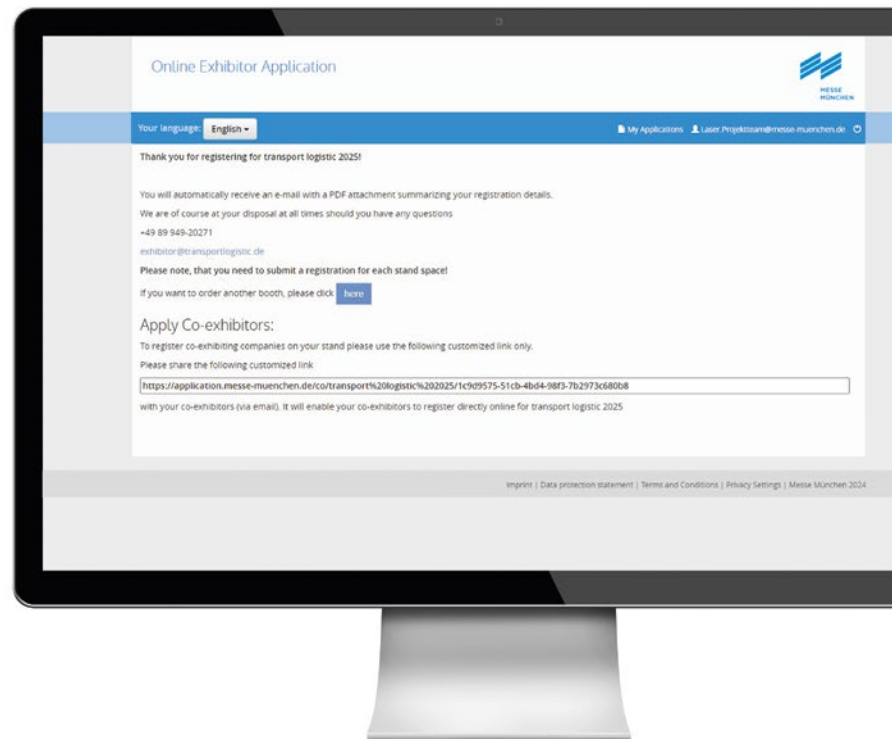 Online Exhibitor Application
MESSE
MÜNCHEN
Your language: English
My Applications Laser.Projektteam@messe-muenchen.de
Thank you for registering for transport logistic 2025!
You will automatically receive an e-mail with a PDF attachment summarizing your registration details.
We are of course at your disposal at all times should you have any questions
+49 89 949-20271
exhibitor@transportlogistic.de
Please note, that you need to submit a registration for each stand space!
If you want to order another booth, please click here
Apply Co-exhibitors:
To register co-exhibiting companies on your stand please use the following customized link only.
Please share the following customized link
https://application.messe-muenchen.de/co/transport%20logistic%202025/1c9d9575-51cb-4bd4-98f3-7b2973c680b8
with your co-exhibitors (via email). It will enable your co-exhibitors to register directly online for transport logistic 2025
Imprint | Data protection statement | Terms and Conditions | Privacy Settings | Messe München 2024